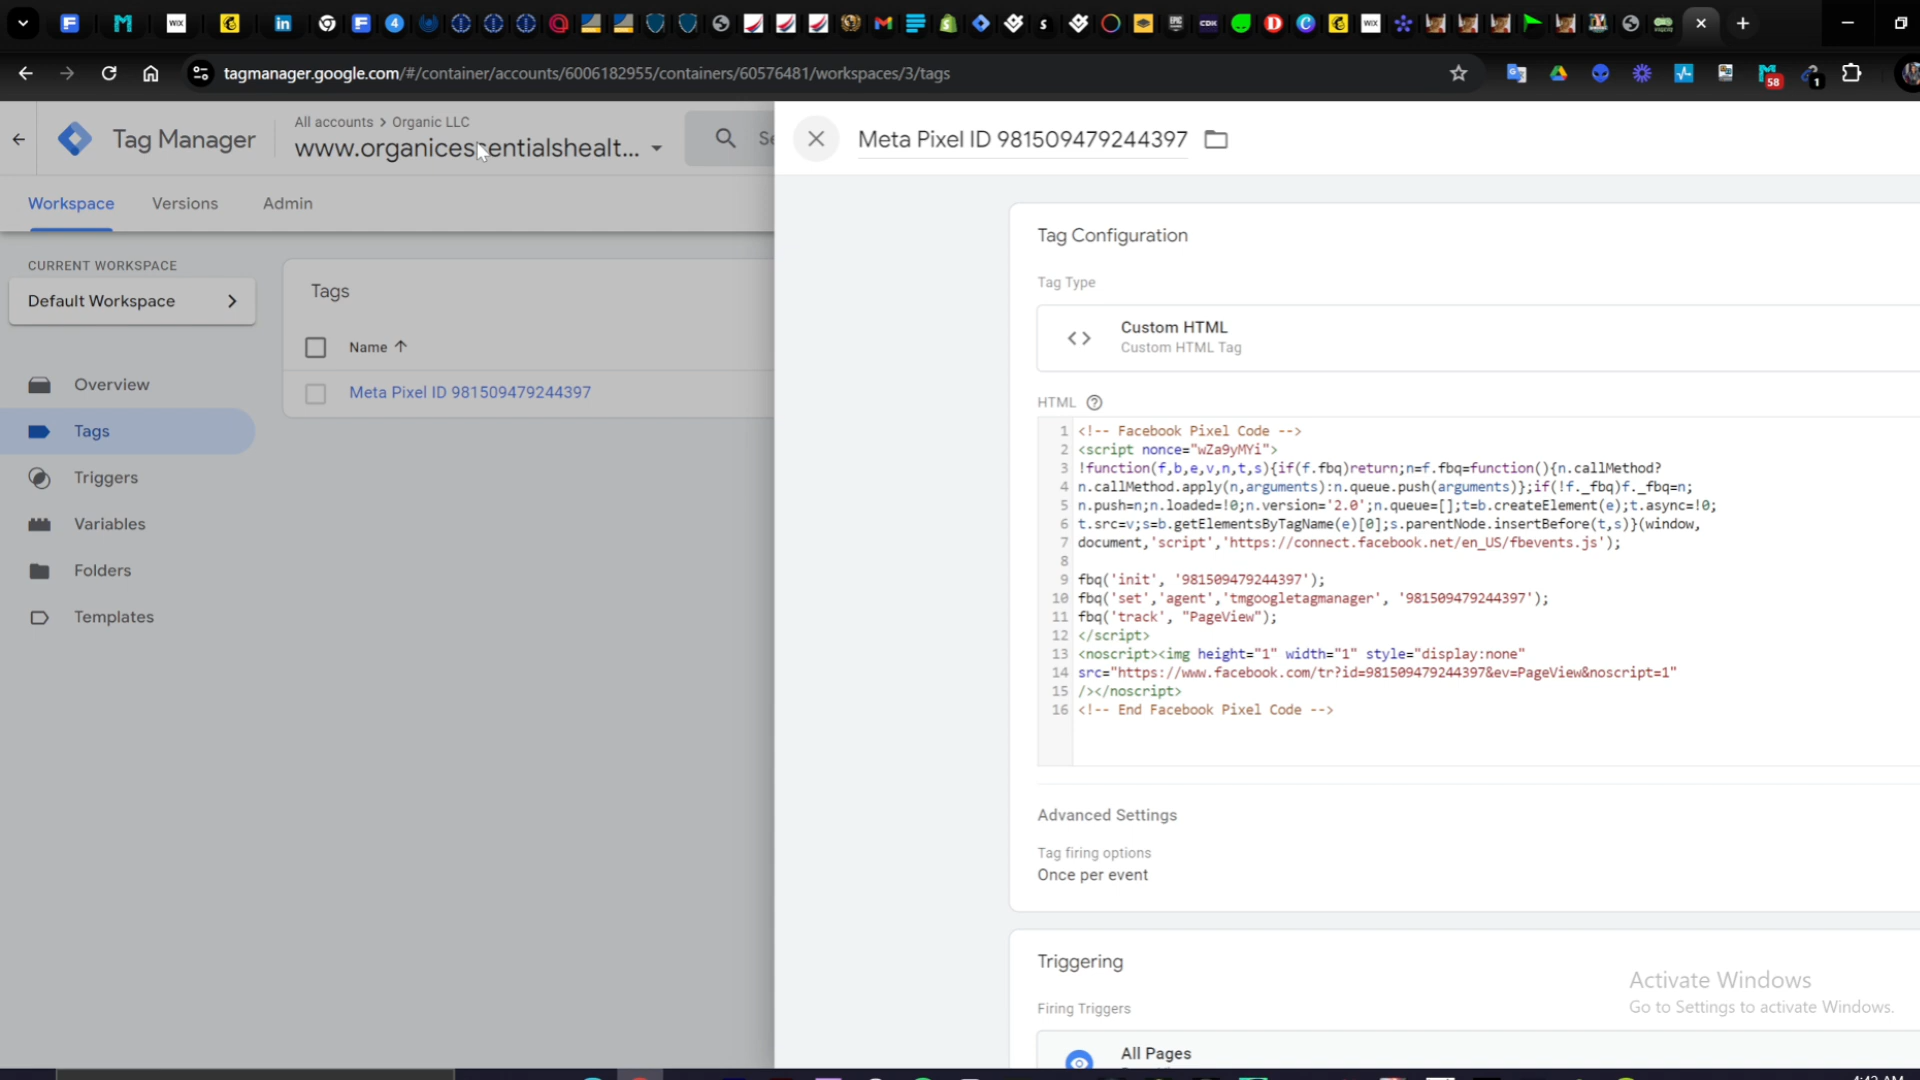 tagmanager.google.com/#/container/accounts/6006182955/containers/60576481/workspaces/3/tags
58
1
Tag Manager
All accounts > Organic LLC
www.organicessentialshealt...
Workspace
Versions
Admin
CURRENT WORKSPACE
Default Workspace
Overview
Tags
Triggers
Variables
Folders
Templates
Tags
Name
Meta Pixel ID 981509479244397
Meta Pixel ID 981509479244397
Tag Configuration
Tag Type
Custom HTML
Custom HTML Tag
HTML
1 <!-- Facebook Pixel Code -->
2 <script nonce="wZa9yMYi">
3 !function(f,b,e,v,n,t,s){if(f.fbq)return;n=f.fbq=function(){n.callMethod?
4 n.callMethod.apply(n,arguments):n.queue.push(arguments)};if(!f._fbq)f._fbq=n;
5 n.push=n;n.loaded=!0;n.version='2.0';n.queue=[];t=b.createElement(e);t.async=!0;
6 t.src=v;s=b.getElementsByTagName(e)[0];s.parentNode.insertBefore(t,s)}(window,
7 document,'script','https://connect.facebook.net/en_US/fbevents.js');
8
9 fbq('init', '981509479244397');
10 fbq('set','agent','tmgoogletagmanager', '981509479244397');
11 fbq('track', "PageView");
12 </script>
13 <noscript><img height="1" width="1" style="display:none"
14 src="https://www.facebook.com/tr?id=981509479244397&ev=PageView&noscript=1"
15 /></noscript>
16 <!-- End Facebook Pixel Code -->
Advanced Settings
Tag firing options
Once per event
Triggering
Firing Triggers
All Pages
Activate Windows
Go to Settings to activate Windows.